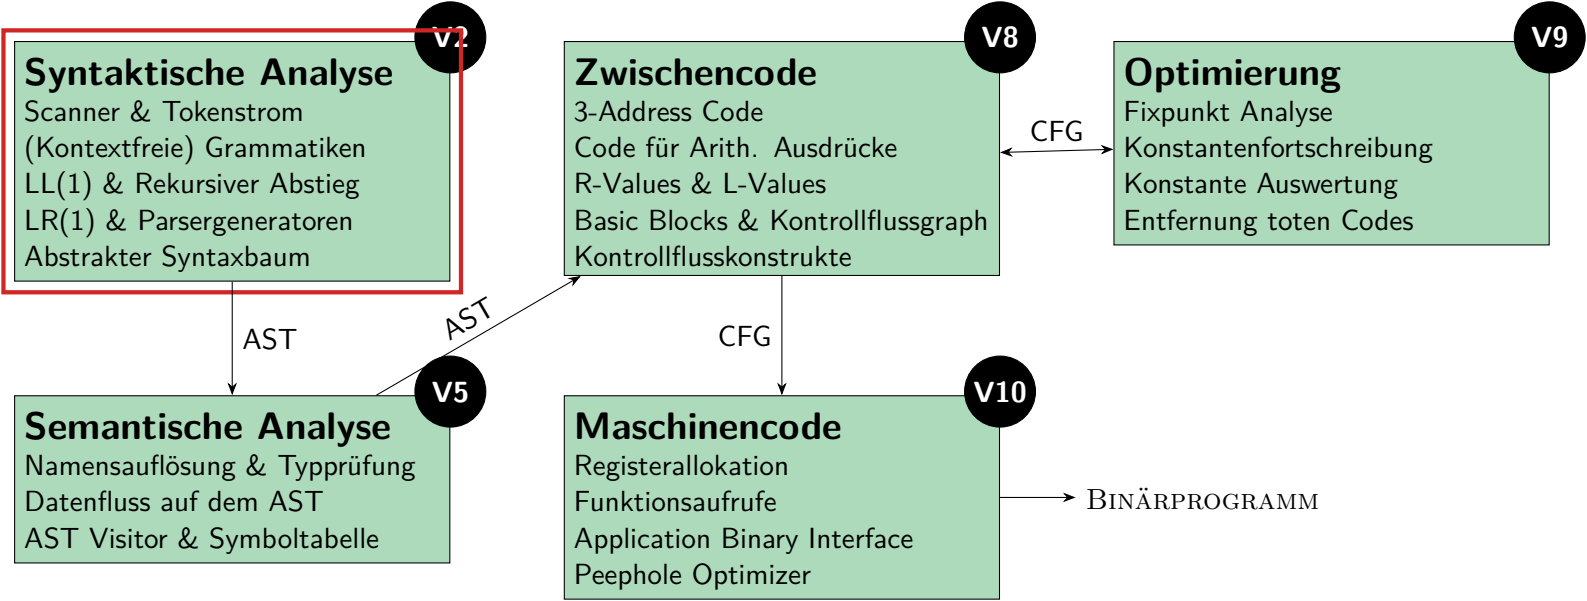 V2
Syntaktische Analyse
Scanner & Tokenstrom
(Kontextfreie) Grammatiken
LL(1) & Rekursiver Abstieg
LR(1) & Parsergeneratoren
Abstrakter Syntaxbaum
AST
V5
Semantische Analyse
Namensauflösung & Typprüfung
Datenfluss auf dem AST
AST Visitor & Symboltabelle
AST
V8
Zwischencode
3-Address Code
Code für Arith. Ausdrücke
R-Values & L-Values
Basic Blocks & Kontrollflussgraph
Kontrollflusskonstrukte
CFG
V9
Optimierung
Fixpunkt Analyse
Konstantenfortschreibung
Konstante Auswertung
Entfernung toten Codes
CFG
V10
Maschinencode
Registerallokation
Funktionsaufrufe
Application Binary Interface
Peephole Optimizer
BINÄRPROGRAMM